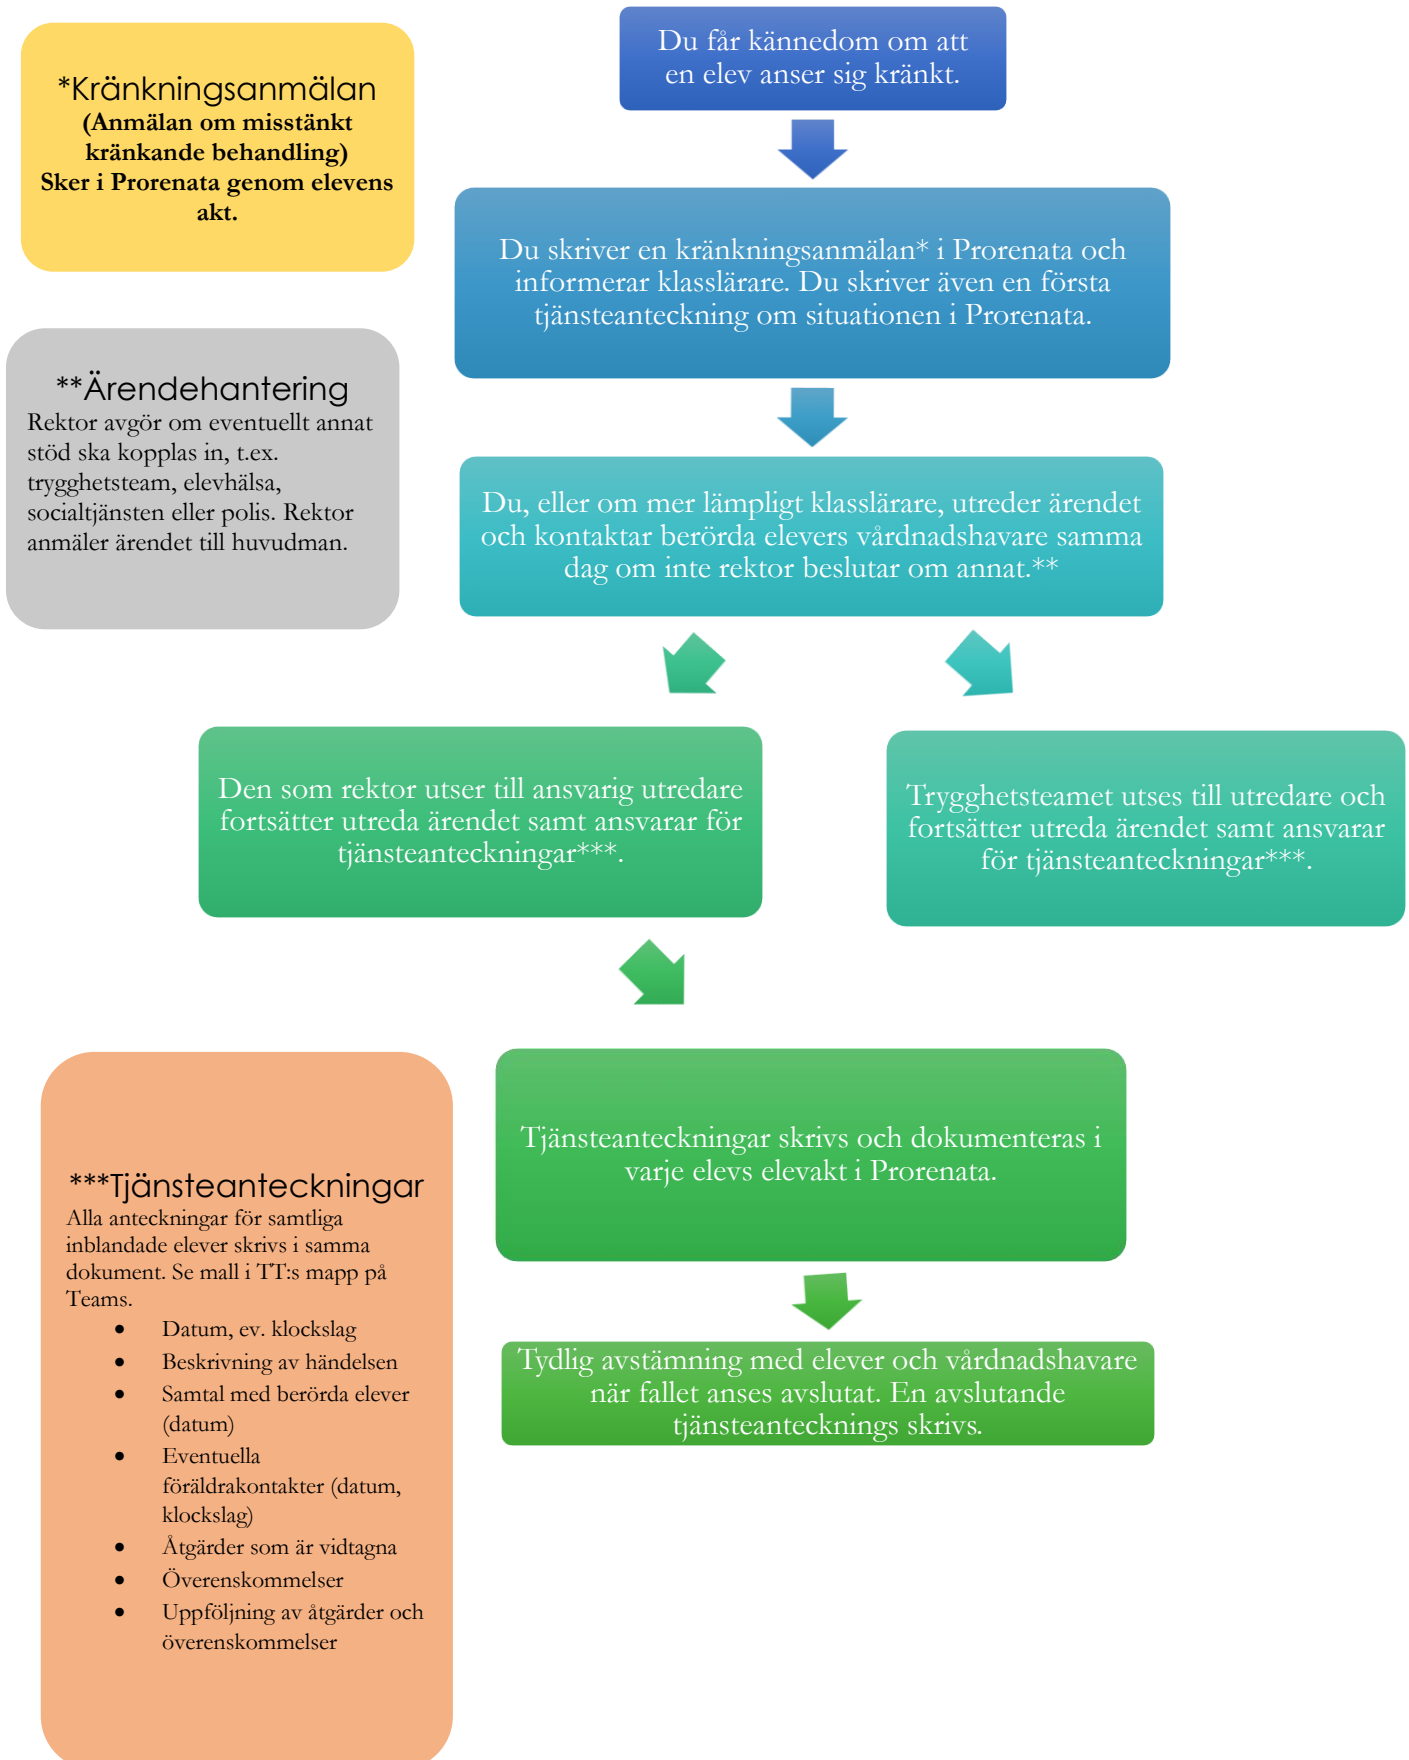 Du får kännedom om att
en elev anser sig kränkt.
*Kränkningsanmälan
(Anmälan om misstänkt
kränkande behandling)
Sker i Prorenata genom elevens
akt.
Du skriver en kränkningsanmälan* i Prorenata och
informerar klasslärare. Du skriver även en första
tjänsteanteckning om situationen i Prorenata.
**Ärendehantering
Rektor avgör om eventuellt annat
stöd ska kopplas in, t.ex.
trygghetsteam, elevhälsa,
socialtjänsten eller polis. Rektor
anmäler ärendet till huvudman.
Du, eller om mer lämpligt klasslärare, utreder ärendet
och kontaktar berörda elevers vårdnadshavare samma
dag om inte rektor beslutar om annat.**
Den som rektor utser till ansvarig utredare
fortsätter utreda ärendet samt ansvarar för
tjänsteanteckningar***.
Trygghetsteamet utses till utredare och
fortsätter utreda ärendet samt ansvarar
för tjänsteanteckningar***.
Tjänsteanteckningar skrivs och dokumenteras i
varje elevs elevakt i Prorenata.
***Tjänsteanteckningar
Alla anteckningar för samtliga
inblandade elever skrivs i samma
dokument. Se mall i TT:s mapp på
Teams.
• Datum, ev. klockslag
• Beskrivning av händelsen
• Samtal med berörda elever
(datum)
• Eventuella
föräldrakontakter (datum,
klockslag)
• Åtgärder som är vidtagna
• Överenskommelser
• Uppföljning av åtgärder och
överenskommelser
Tydlig avstämning med elever och vårdnadshavare
när fallet anses avslutat. En avslutande
tjänsteantecknings skrivs.